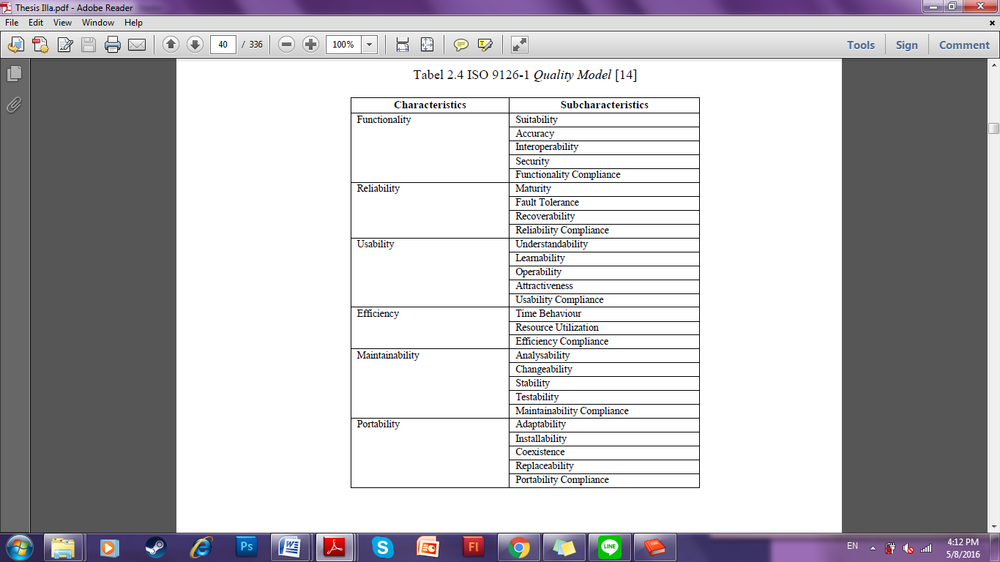 Thesis Illa.pdf - Adobe Reader
File Edit View Window Help
40 / 336 100% Tools Sign Comment
Tabel 2.4 ISO 9126-1 Quality Model [14]
Characteristics Subcharacteristics
Functionality Suitability
Accuracy
Interoperability
Security
Functionality Compliance
Reliability Maturity
Fault Tolerance
Recoverability
Reliability Compliance
Usability Understandability
Learnability
Operability
Attractiveness
Usability Compliance
Efficiency Time Behaviour
Resource Utilization
Efficiency Compliance
Maintainability Analysability
Changeability
Stability
Testability
Maintainability Compliance
Portability Adaptability
Installability
Coexistence
Replaceability
Portability Compliance
Ps W S P Fl LINE EN 4:12 PM
5/8/2016